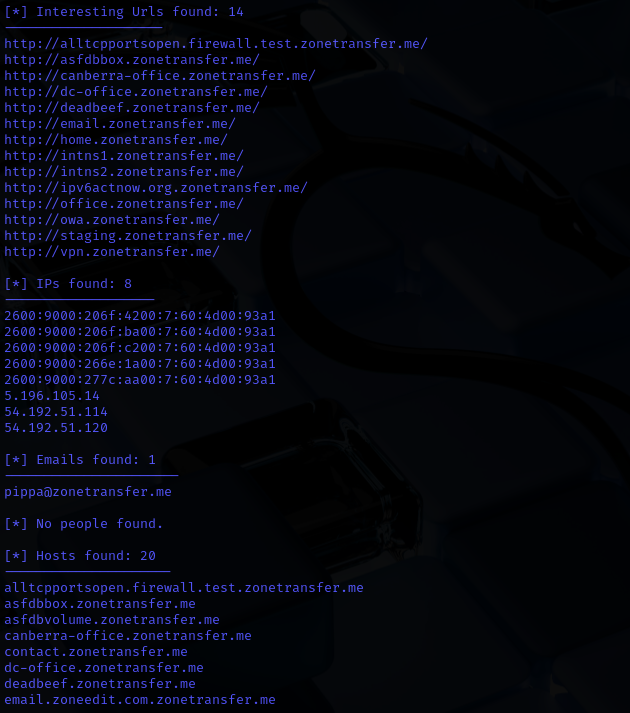 [*] Interesting Urls found: 14
--------------------
http://alltcpportsopen.firewall.test.zonetransfer.me/
http://asfdbbox.zonetransfer.me/
http://canberra-office.zonetransfer.me/
http://dc-office.zonetransfer.me/
http://deadbeef.zonetransfer.me/
http://email.zonetransfer.me/
http://home.zonetransfer.me/
http://intns1.zonetransfer.me/
http://intns2.zonetransfer.me/
http://ipv6actnow.org.zonetransfer.me/
http://office.zonetransfer.me/
http://owa.zonetransfer.me/
http://staging.zonetransfer.me/
http://vpn.zonetransfer.me/
[*] IPs found: 8
-------------------
2600:9000:206f:4200:7:60:4d00:93a1
2600:9000:206f:ba00:7:60:4d00:93a1
2600:9000:206f:c200:7:60:4d00:93a1
2600:9000:266e:1a00:7:60:4d00:93a1
2600:9000:277c:aa00:7:60:4d00:93a1
5.196.105.14
54.192.51.114
54.192.51.120
[*] Emails found: 1
----------------------
pippa@zonetransfer.me
[*] No people found.
[*] Hosts found: 20
---------------------
alltcpportsopen.firewall.test.zonetransfer.me
asfdbbox.zonetransfer.me
asfdbvolume.zonetransfer.me
canberra-office.zonetransfer.me
contact.zonetransfer.me
dc-office.zonetransfer.me
deadbeef.zonetransfer.me
email.zoneedit.com.zonetransfer.me